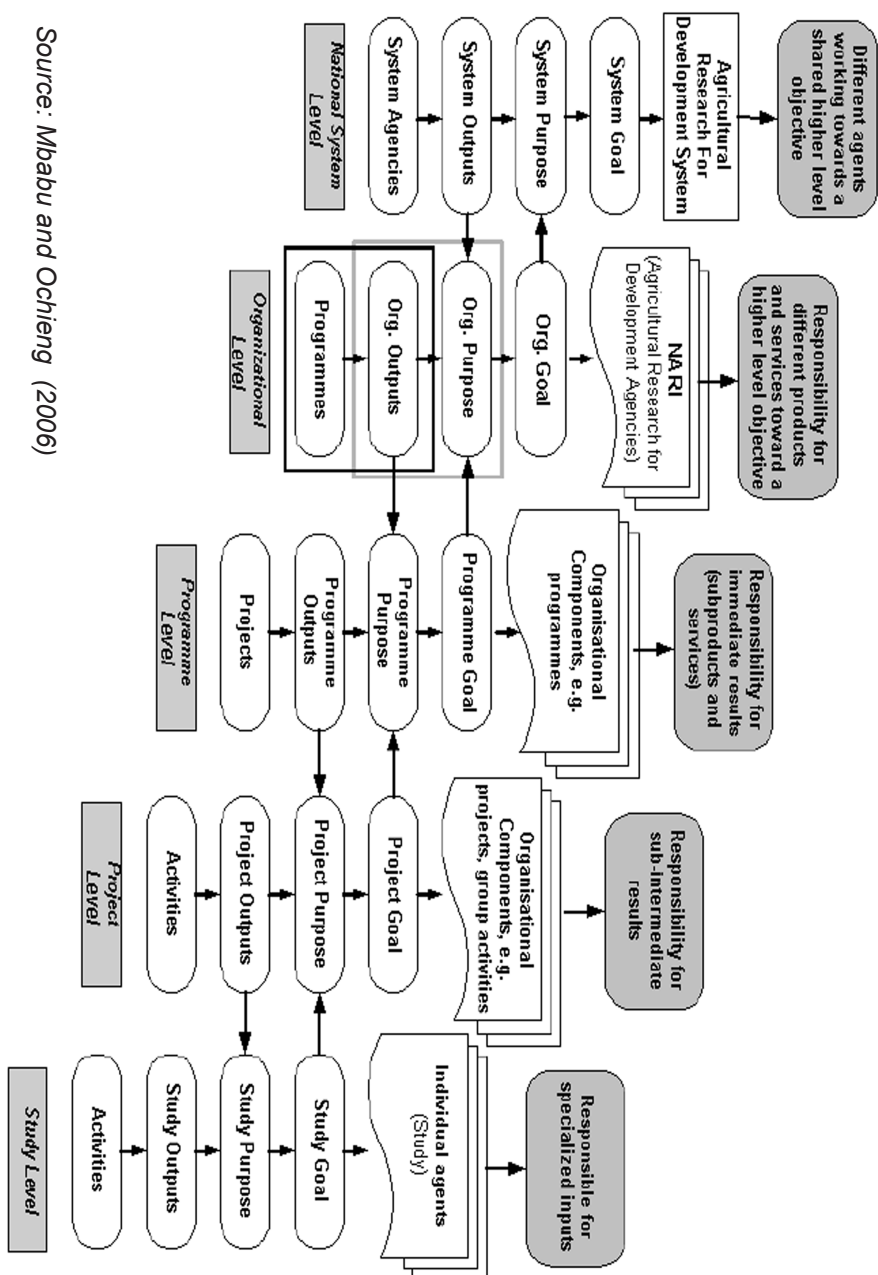 Different agents
working towards a
shared higher level
objective
Agricultural
Research For
Development System
System Goal
System Purpose
System Outputs
System Agencies
National System
Level
Responsibility for
different products
and services toward a
higher level objective
NARI
(Agricultural Research for
Development Agencies)
Org. Goal
Org. Purpose
Org. Outputs
Programmes
Organizational
Level
Responsibility for
immediate results
(subproducts and
services)
Organisational
Components, e.g.
programmes
Programme Goal
Programme
Purpose
Programme
Outputs
Projects
Programme
Level
Responsibility for
sub-intermediate
results
Organisational
Components, e.g.
projects, group activities
Project Goal
Project Purpose
Project Outputs
Activities
Project
Level
Responsible for
specialized inputs
Individual agents
(Study)
Study Goal
Study Purpose
Study Outputs
Activities
Study Level
Source: Mbabu and Ochieng (2006)